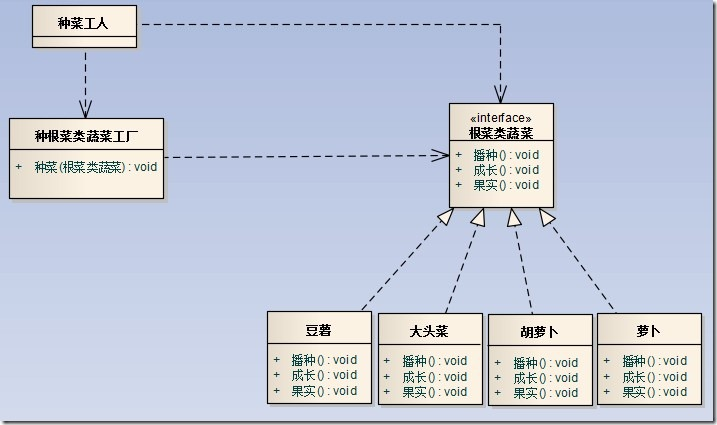 种菜工人
种根菜类蔬菜工厂
+ 种菜(根菜类蔬菜) : void
«interface»
根菜类蔬菜
+ 播种() : void
+ 成长() : void
+ 果实() : void
豆薯
+ 播种() : void
+ 成长() : void
+ 果实() : void
大头菜
+ 播种() : void
+ 成长() : void
+ 果实() : void
胡萝卜
+ 播种() : void
+ 成长() : void
+ 果实() : void
萝卜
+ 播种() : void
+ 成长() : void
+ 果实() : void